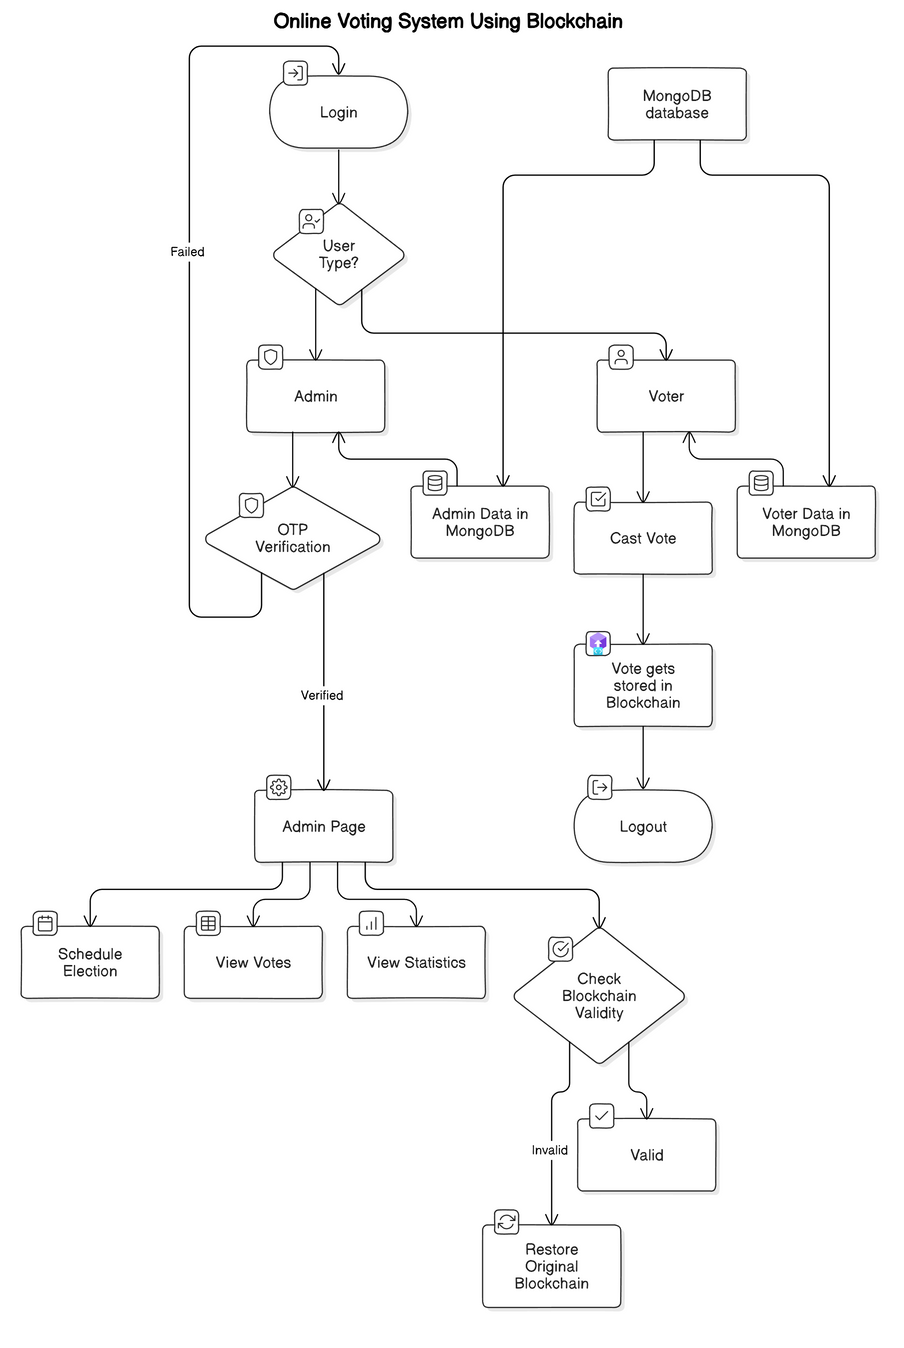 Online Voting System Using Blockchain
Login
MongoDB
database
Failed
User
Type?
Admin
Voter
OTP
Verification
Admin Data in
MongoDB
Cast Vote
Voter Data in
MongoDB
Vote gets
stored in
Blockchain
Verified
Admin Page
Logout
Schedule
Election
View Votes
View Statistics
Check
Blockchain
Validity
Invalid
Valid
Restore
Original
Blockchain